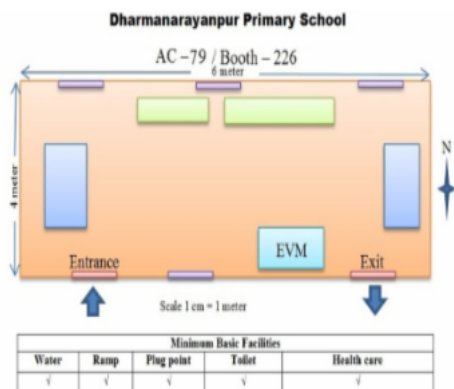 Dharmanarayanpur Primary School
AC – 79 / Booth – 226
6 meter
4 meter
N
EVM
Entrance
Exit
Scale 1 cm = 1 meter
Minimum Basic Facilities
Water Ramp Plug point Toilet Health care
√ √ √ √ √